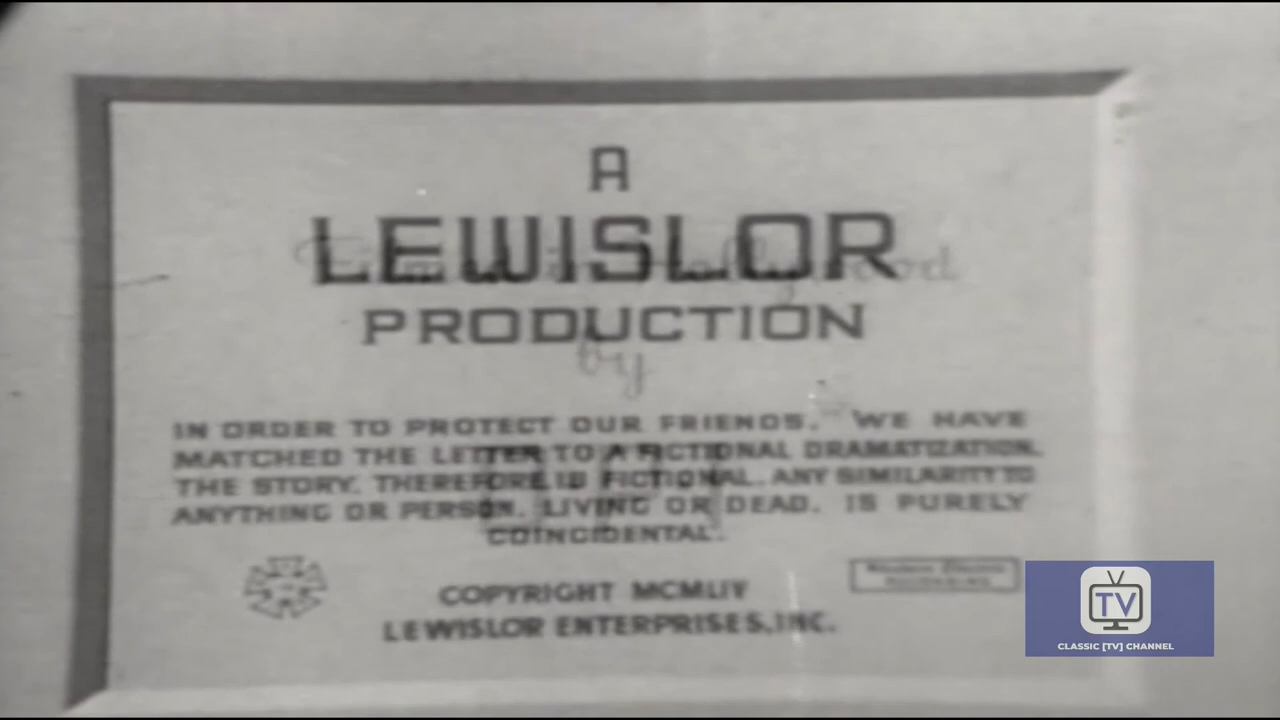 A
LEWISLOR
PRODUCTION
by
IN ORDER TO PROTECT OUR FRIENDS, WE HAVE
MATCHED THE LETTER TO A FICTIONAL DRAMATIZATION.
THE STORY, THEREFORE IS FICTIONAL. ANY SIMILARITY TO
ANYTHING OR PERSON, LIVING OR DEAD, IS PURELY
COINCIDENTAL.
COPYRIGHT MCMLIV
LEWISLOR ENTERPRISES, INC.
TV
CLASSIC [TV] CHANNEL